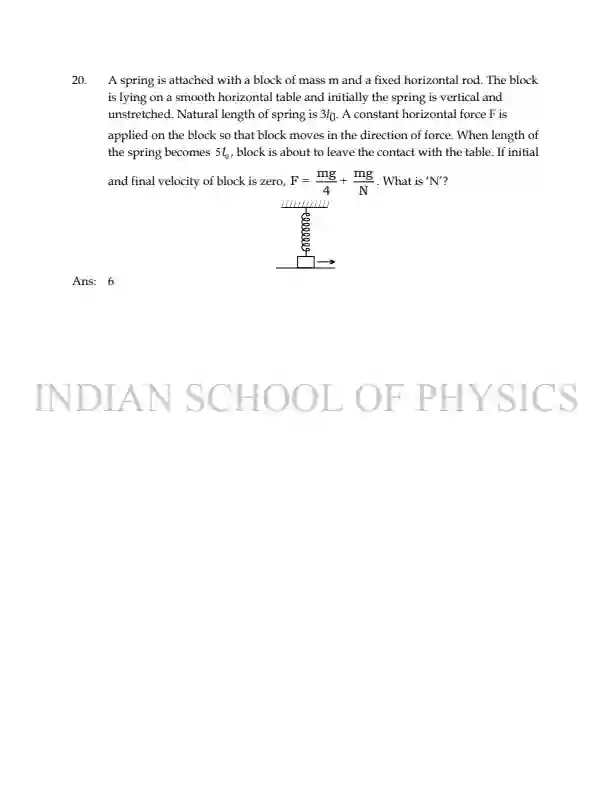 20. A spring is attached with a block of mass m and a fixed horizontal rod. The block
is lying on a smooth horizontal table and initially the spring is vertical and
unstretched. Natural length of spring is 3l₀. A constant horizontal force F is
applied on the block so that block moves in the direction of force. When length of
the spring becomes 5l₀, block is about to leave the contact with the table. If initial
and final velocity of block is zero, F = mg/4 + mg/N. What is 'N'?
Ans: 6
INDIAN SCHOOL OF PHYSICS